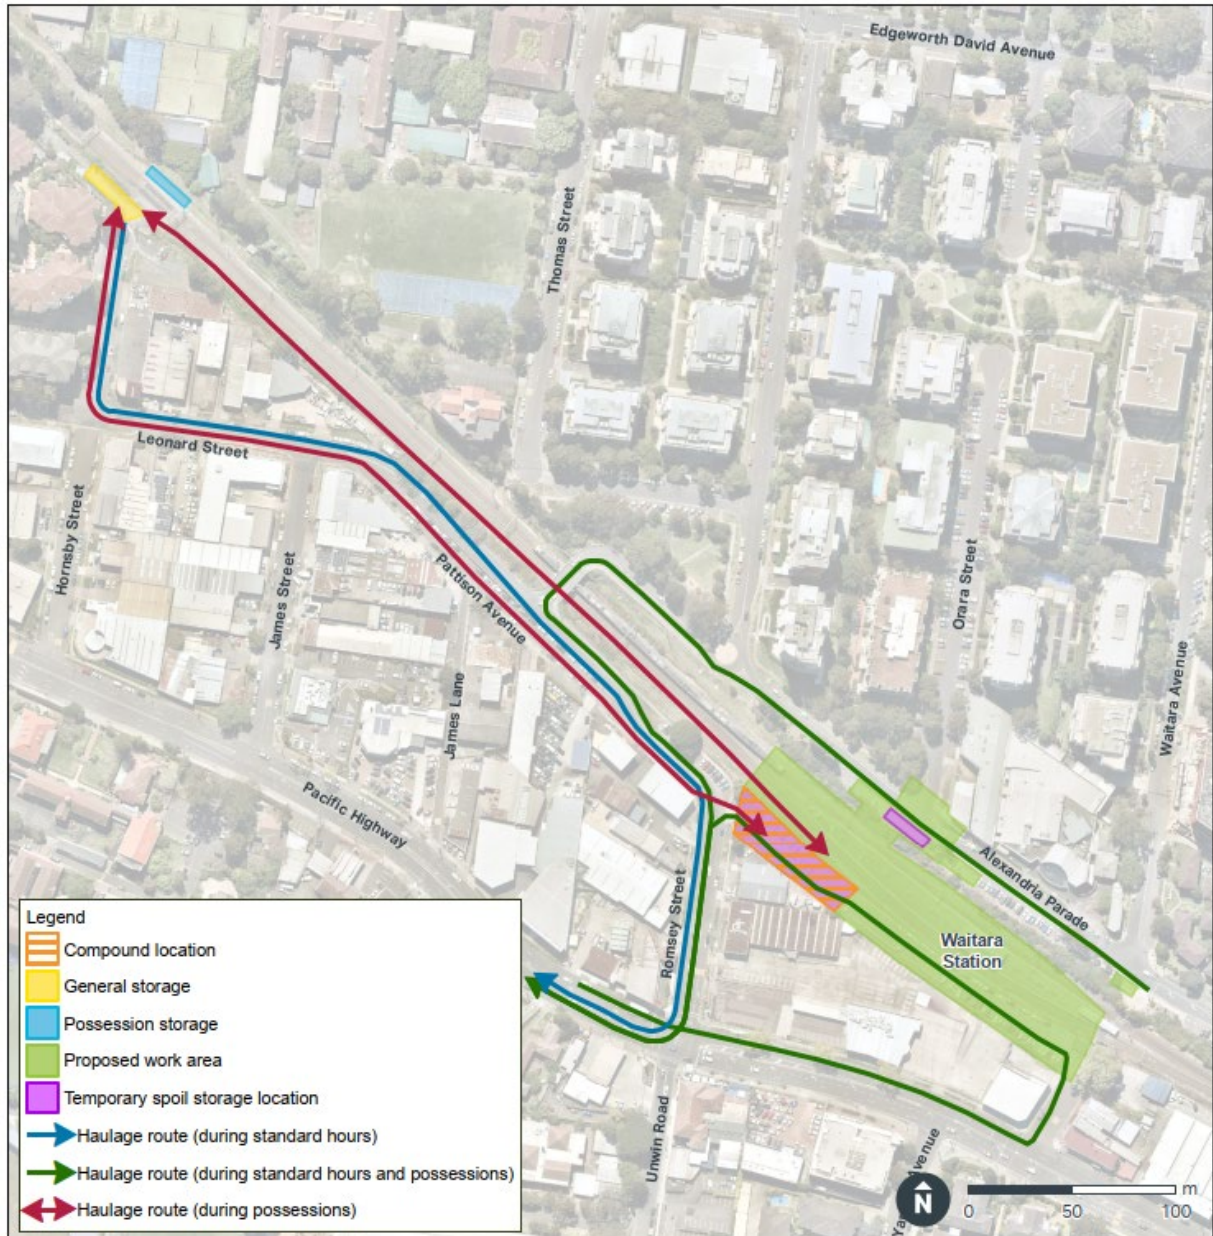 Edgeworth David Avenue
Thomas Street
Leonard Street
Hornsby Street
James Street
Pattison Avenue
James Lane
Orara Street
Waitara Avenue
Pacific Highway
Alexandria Parade
Romsey Street
Waitara
Station
Unwin Road
Avenue
Legend
Compound location
General storage
Possession storage
Proposed work area
Temporary spoil storage location
Haulage route (during standard hours)
Haulage route (during standard hours and possessions)
Haulage route (during possessions)
N
m
0 50 100